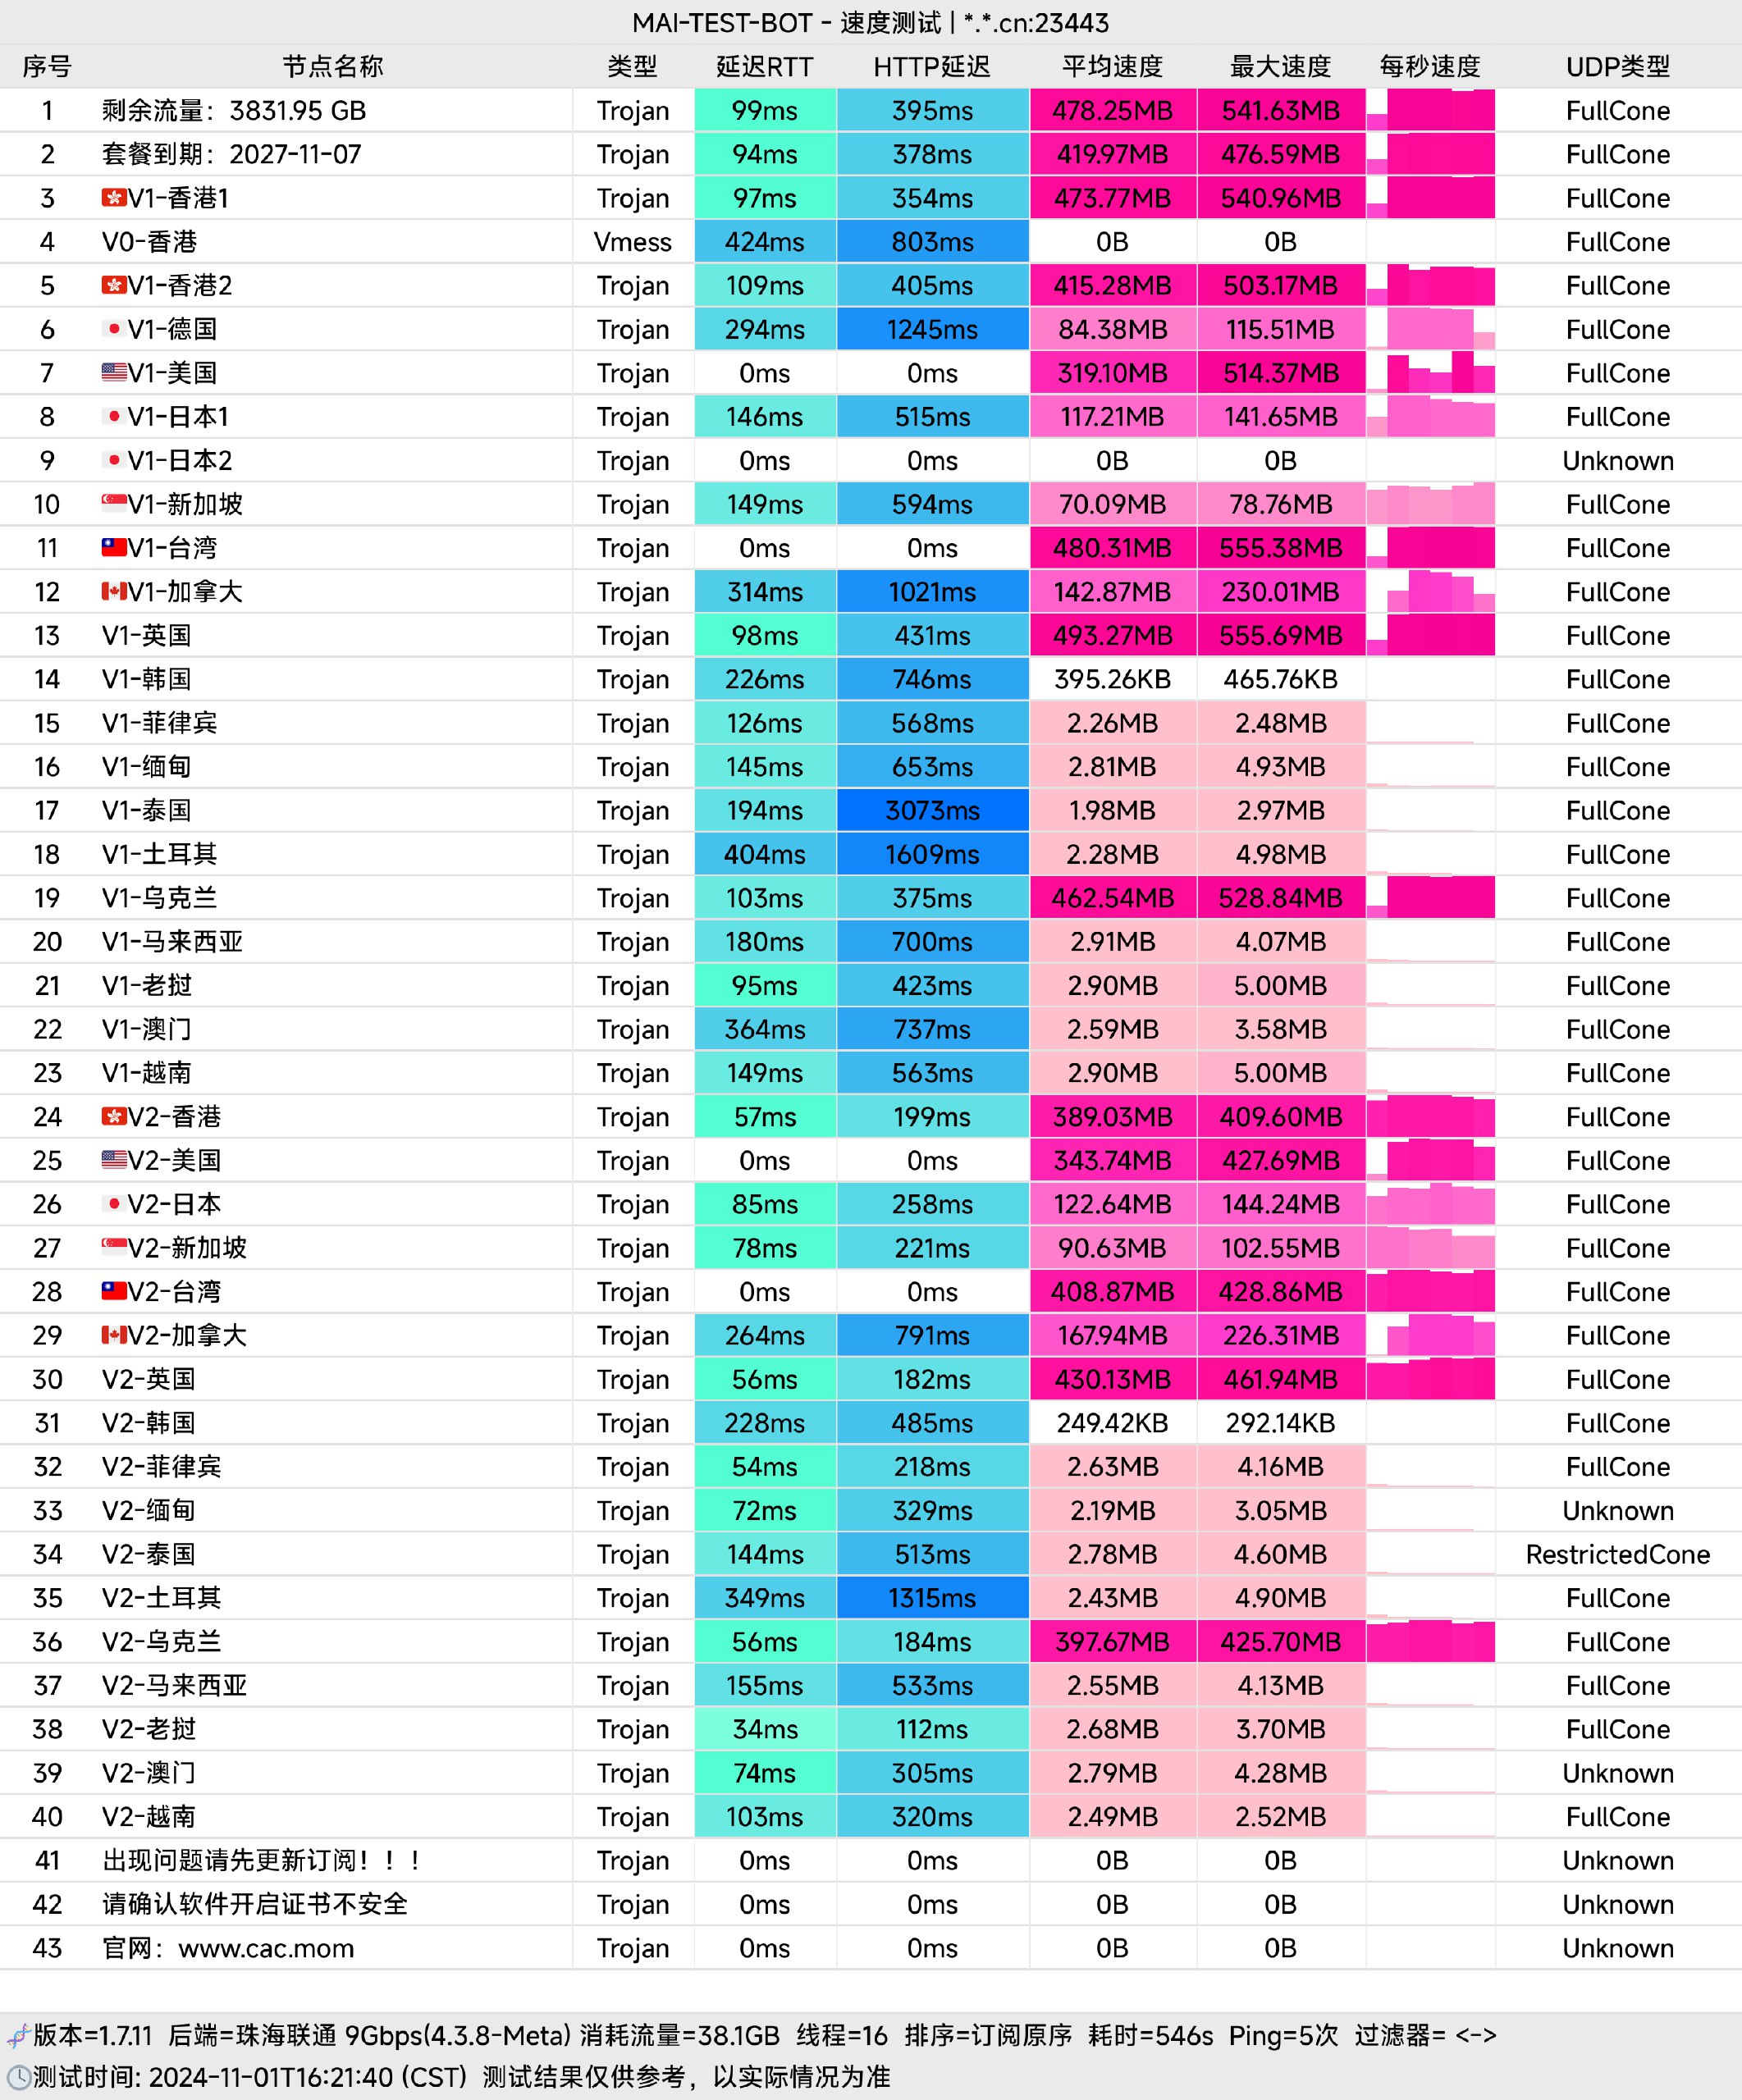 MAI-TEST-BOT - 速度测试 | *.*.cn:23443
序号 节点名称 类型 延迟RTT HTTP延迟 平均速度 最大速度 每秒速度 UDP类型
1 剩余流量：3831.95 GB Trojan 99ms 395ms 478.25MB 541.63MB FullCone
2 套餐到期：2027-11-07 Trojan 94ms 378ms 419.97MB 476.59MB FullCone
3 🇭🇰V1-香港1 Trojan 97ms 354ms 473.77MB 540.96MB FullCone
4 V0-香港 Vmess 424ms 803ms 0B 0B FullCone
5 🇭🇰V1-香港2 Trojan 109ms 405ms 415.28MB 503.17MB FullCone
6 🇯🇵V1-德国 Trojan 294ms 1245ms 84.38MB 115.51MB FullCone
7 🇺🇸V1-美国 Trojan 0ms 0ms 319.10MB 514.37MB FullCone
8 🇯🇵V1-日本1 Trojan 146ms 515ms 117.21MB 141.65MB FullCone
9 🇯🇵V1-日本2 Trojan 0ms 0ms 0B 0B Unknown
10 🇸🇬V1-新加坡 Trojan 149ms 594ms 70.09MB 78.76MB FullCone
11 🇹🇼V1-台湾 Trojan 0ms 0ms 480.31MB 555.38MB FullCone
12 🇨🇦V1-加拿大 Trojan 314ms 1021ms 142.87MB 230.01MB FullCone
13 V1-英国 Trojan 98ms 431ms 493.27MB 555.69MB FullCone
14 V1-韩国 Trojan 226ms 746ms 395.26KB 465.76KB FullCone
15 V1-菲律宾 Trojan 126ms 568ms 2.26MB 2.48MB FullCone
16 V1-缅甸 Trojan 145ms 653ms 2.81MB 4.93MB FullCone
17 V1-泰国 Trojan 194ms 3073ms 1.98MB 2.97MB FullCone
18 V1-土耳其 Trojan 404ms 1609ms 2.28MB 4.98MB FullCone
19 V1-乌克兰 Trojan 103ms 375ms 462.54MB 528.84MB FullCone
20 V1-马来西亚 Trojan 180ms 700ms 2.91MB 4.07MB FullCone
21 V1-老挝 Trojan 95ms 423ms 2.90MB 5.00MB FullCone
22 V1-澳门 Trojan 364ms 737ms 2.59MB 3.58MB FullCone
23 V1-越南 Trojan 149ms 563ms 2.90MB 5.00MB FullCone
24 🇭🇰V2-香港 Trojan 57ms 199ms 389.03MB 409.60MB FullCone
25 🇺🇸V2-美国 Trojan 0ms 0ms 343.74MB 427.69MB FullCone
26 🇯🇵V2-日本 Trojan 85ms 258ms 122.64MB 144.24MB FullCone
27 🇸🇬V2-新加坡 Trojan 78ms 221ms 90.63MB 102.55MB FullCone
28 🇹🇼V2-台湾 Trojan 0ms 0ms 408.87MB 428.86MB FullCone
29 🇨🇦V2-加拿大 Trojan 264ms 791ms 167.94MB 226.31MB FullCone
30 V2-英国 Trojan 56ms 182ms 430.13MB 461.94MB FullCone
31 V2-韩国 Trojan 228ms 485ms 249.42KB 292.14KB FullCone
32 V2-菲律宾 Trojan 54ms 218ms 2.63MB 4.16MB FullCone
33 V2-缅甸 Trojan 72ms 329ms 2.19MB 3.05MB Unknown
34 V2-泰国 Trojan 144ms 513ms 2.78MB 4.60MB RestrictedCone
35 V2-土耳其 Trojan 349ms 1315ms 2.43MB 4.90MB FullCone
36 V2-乌克兰 Trojan 56ms 184ms 397.67MB 425.70MB FullCone
37 V2-马来西亚 Trojan 155ms 533ms 2.55MB 4.13MB FullCone
38 V2-老挝 Trojan 34ms 112ms 2.68MB 3.70MB FullCone
39 V2-澳门 Trojan 74ms 305ms 2.79MB 4.28MB Unknown
40 V2-越南 Trojan 103ms 320ms 2.49MB 2.52MB FullCone
41 出现问题请先更新订阅！！！ Trojan 0ms 0ms 0B 0B Unknown
42 请确认软件开启证书不安全 Trojan 0ms 0ms 0B 0B Unknown
43 官网：www.cac.mom Trojan 0ms 0ms 0B 0B Unknown
🧬版本=1.7.11 后端=珠海联通 9Gbps(4.3.8-Meta) 消耗流量=38.1GB 线程=16 排序=订阅原序 耗时=546s Ping=5次 过滤器= <->
🕒测试时间: 2024-11-01T16:21:40 (CST) 测试结果仅供参考，以实际情况为准